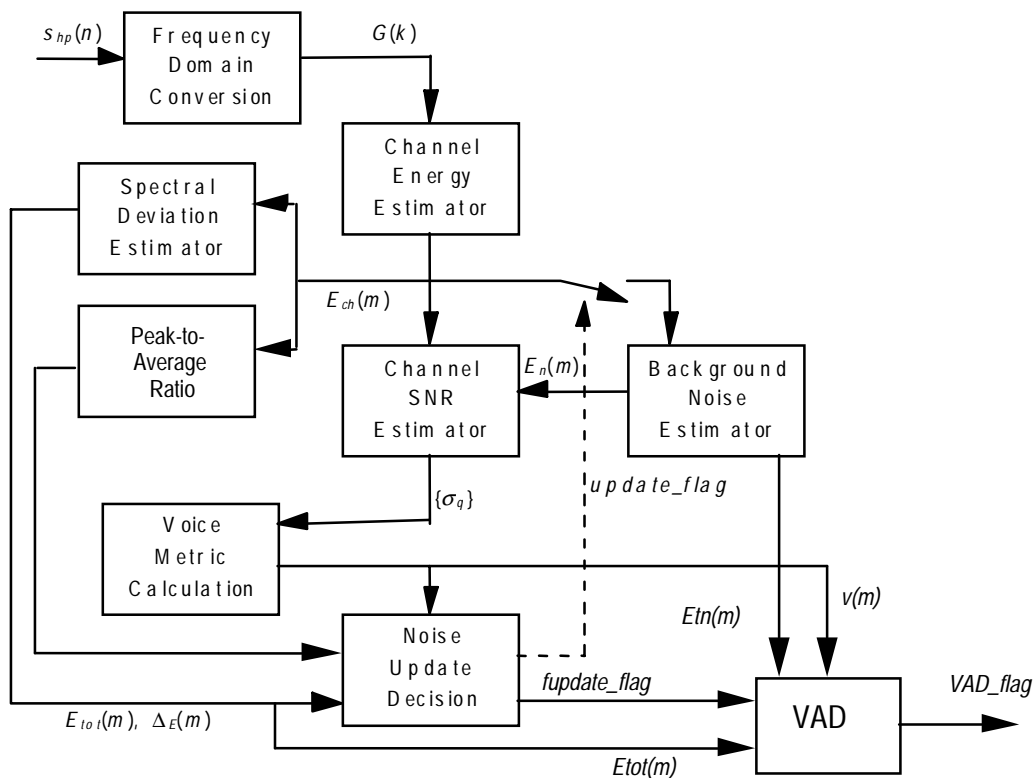 s_hp(n)
Frequency
Domain
Conversion
G(k)
Channel
Energy
Estimator
Spectral
Deviation
Estimator
E_ch(m)
Peak-to-
Average
Ratio
Channel
SNR
Estimator
E_n(m)
Background
Noise
Estimator
update_flag
{σ_q}
Voice
Metric
Calculation
Etn(m)
v(m)
Noise
Update
Decision
fupdate_flag
VAD
VAD_flag
E_tot(m), Δ_E(m)
Etot(m)